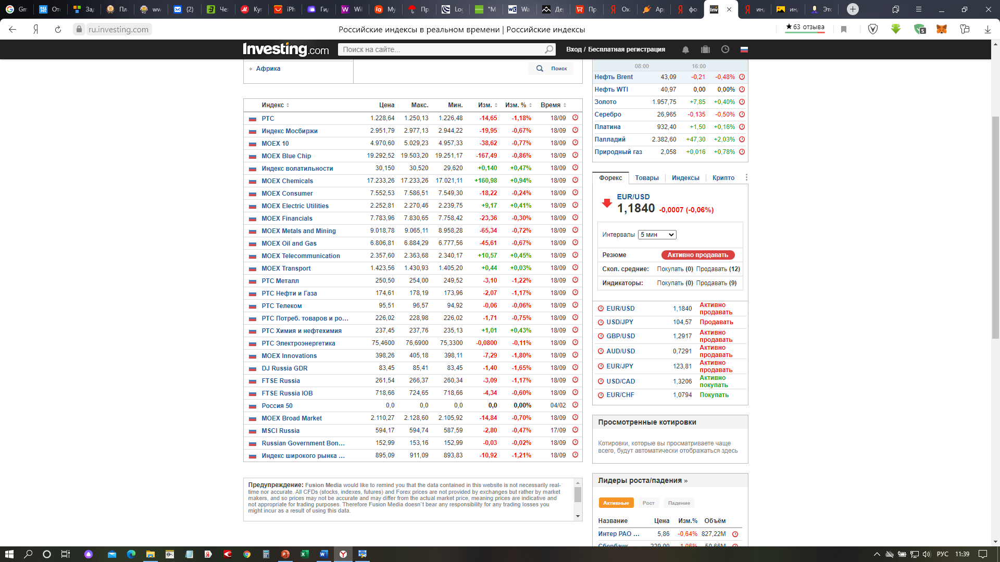 Gm
От
Зад
Пл
ww
(2)
Че
Куг
iPh
Гид
Wil
Му
Пр
Loc
"М
Wa
Де
Пр
Ох
Ap
фо
инд
инд
Это
ru.investing.com
Российские индексы в реальном времени | Российские индексы
★63 отзыва
Investing.com
Поиск на сайте...
Вход / Бесплатная регистрация
Африка
Поиск
Индекс Цена Макс. Мин. Изм. Изм. % Время
РТС 1.228,64 1.250,13 1.226,48 -14,65 -1,18% 18/09
Индекс Мосбиржи 2.951,79 2.977,13 2.944,22 -19,95 -0,67% 18/09
MOEX 10 4.970,60 5.029,23 4.957,33 -38,62 -0,77% 18/09
MOEX Blue Chip 19.292,52 19.503,20 19.251,17 -167,49 -0,86% 18/09
Индекс волатильности 30,150 30,520 29,620 +0,140 +0,47% 18/09
MOEX Chemicals 17.233,26 17.233,26 17.021,11 +160,98 +0,94% 18/09
MOEX Consumer 7.552,53 7.586,51 7.549,30 -18,22 -0,24% 18/09
MOEX Electric Utilities 2.252,81 2.270,46 2.239,75 +9,17 +0,41% 18/09
MOEX Financials 7.783,96 7.830,65 7.758,42 -23,36 -0,30% 18/09
MOEX Metals and Mining 9.018,78 9.065,11 8.958,28 -65,34 -0,72% 18/09
MOEX Oil and Gas 6.806,81 6.884,29 6.777,56 -45,61 -0,67% 18/09
MOEX Telecommunication 2.357,60 2.363,68 2.340,17 +10,57 +0,45% 18/09
MOEX Transport 1.423,56 1.430,93 1.405,20 +0,44 +0,03% 18/09
РТС Металл 250,50 254,00 249,52 -3,10 -1,22% 18/09
РТС Нефти и Газа 174,61 178,19 173,96 -2,07 -1,17% 18/09
РТС Телеком 95,51 96,57 94,92 -0,06 -0,06% 18/09
РТС Потреб. товаров и ро... 226,02 228,98 226,02 -1,71 -0,75% 18/09
РТС Химия и нефтехимия 237,45 237,76 235,13 +1,01 +0,43% 18/09
РТС Электроэнергетика 75,4600 76,6900 75,3300 -0,0800 -0,11% 18/09
MOEX Innovations 398,26 405,18 398,11 -7,29 -1,80% 18/09
DJ Russia GDR 83,45 85,41 83,45 -1,40 -1,65% 18/09
FTSE Russia 261,54 266,37 260,34 -3,09 -1,17% 18/09
FTSE Russia IOB 718,66 724,65 718,66 -4,34 -0,60% 18/09
Россия 50 0,0 0,0 0,0 0,0 0,00% 04/02
MOEX Broad Market 2.110,27 2.128,60 2.105,92 -14,84 -0,70% 18/09
MSCI Russia 594,17 594,74 587,59 -2,80 -0,47% 17/09
Russian Government Bon... 152,99 153,16 152,99 -0,03 -0,02% 18/09
Индекс широкого рынка ... 895,09 911,09 893,83 -10,92 -1,21% 18/09
Предупреждение: Fusion Media would like to remind you that the data contained in this website is not necessarily real-
time nor accurate. All CFDs (stocks, indexes, futures) and Forex prices are not provided by exchanges but rather by market
makers, and so prices may not be accurate and may differ from the actual market price, meaning prices are indicative and
not appropriate for trading purposes. Therefore Fusion Media doesn`t bear any responsibility for any trading losses you
might incur as a result of using this data.
08:00 16:00
Нефть Brent 43,09 -0,21 -0,48%
Нефть WTI 40,97 0,00 0,00%
Золото 1.957,75 +7,85 +0,40%
Серебро 26,965 -0,135 -0,50%
Платина 932,40 +1,50 +0,16%
Палладий 2.382,60 +47,30 +2,03%
Природный газ 2,058 +0,016 +0,78%
Форекс Товары Индексы Крипто
EUR/USD
1,1840 -0,0007 (-0,06%)
Интервалы 5 мин
Резюме Активно продавать
Скол. средние: Покупать (0) Продавать (12)
Индикаторы: Покупать (0) Продавать (9)
EUR/USD 1,1840 Активно продавать
USD/JPY 104,57 Продавать
GBP/USD 1,2917 Активно продавать
AUD/USD 0,7291 Активно продавать
EUR/JPY 123,81 Активно продавать
USD/CAD 1,3206 Активно покупать
EUR/CHF 1,0794 Покупать
Просмотренные котировки
Котировки, которые вы просматриваете чаще
всего, будут автоматически отображаться здесь
Лидеры роста/падения »
Активные Рост Падение
Название Цена Изм.% Объём
Интер РАО ... 5,86 -0,64% 827,22M
Сбербанк 229,00 -1,06% 50,66M
РУС 11:39